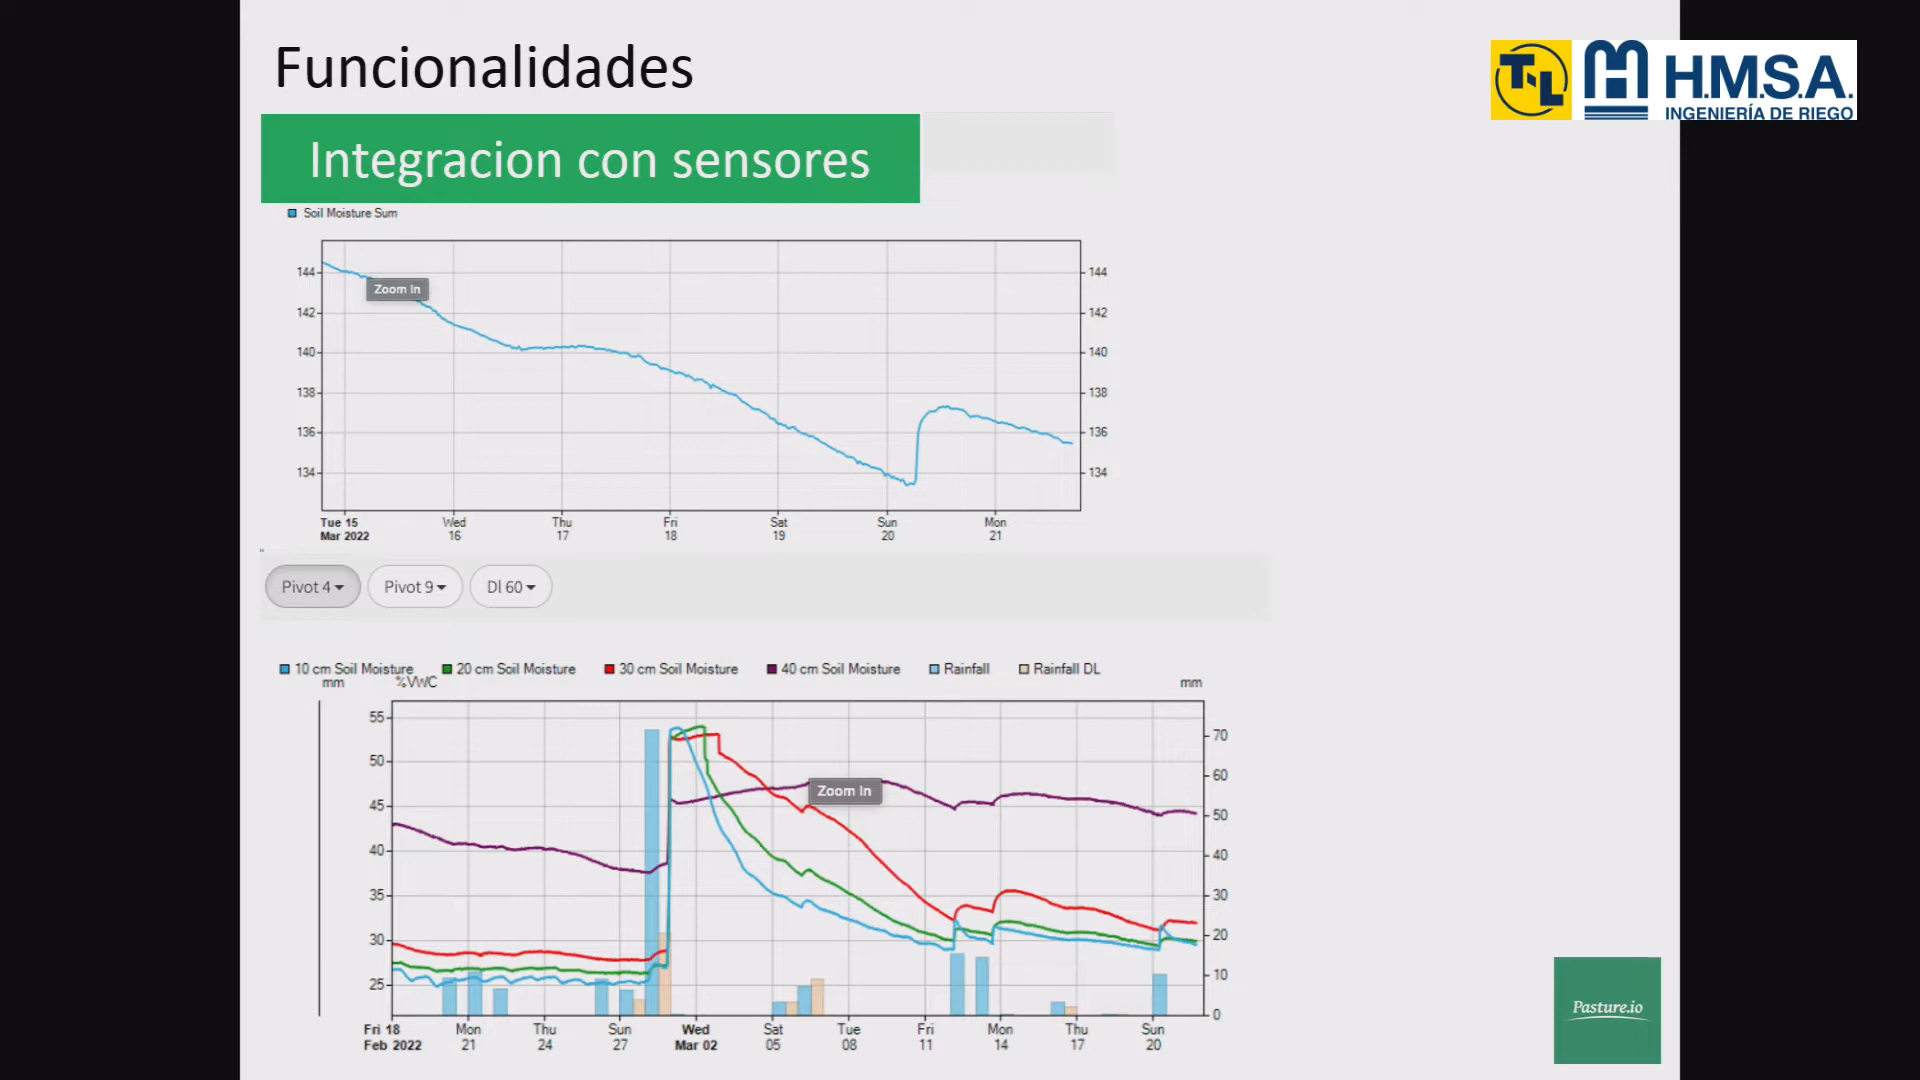 Funcionalidades
T-L
H.M.S.A.
INGENIERÍA DE RIEGO
Integracion con sensores
Soil Moisture Sum
144
142
140
138
136
134
144
142
140
138
136
134
Zoom In
Tue 15 Wed Thu Fri Sat Sun Mon
Mar 2022 16 17 18 19 20 21
"
Pivot 4 Pivot 9 Dl 60
10 cm Soil Moisture 20 cm Soil Moisture 30 cm Soil Moisture 40 cm Soil Moisture Rainfall Rainfall DL
mm %VWC mm
55
50
45
40
35
30
25
70
60
50
40
30
20
10
0
Zoom In
Fri 18 Mon Thu Sun Wed Sat Tue Fri Mon Thu Sun
Feb 2022 21 24 27 Mar 02 05 08 11 14 17 20
Pasture.io